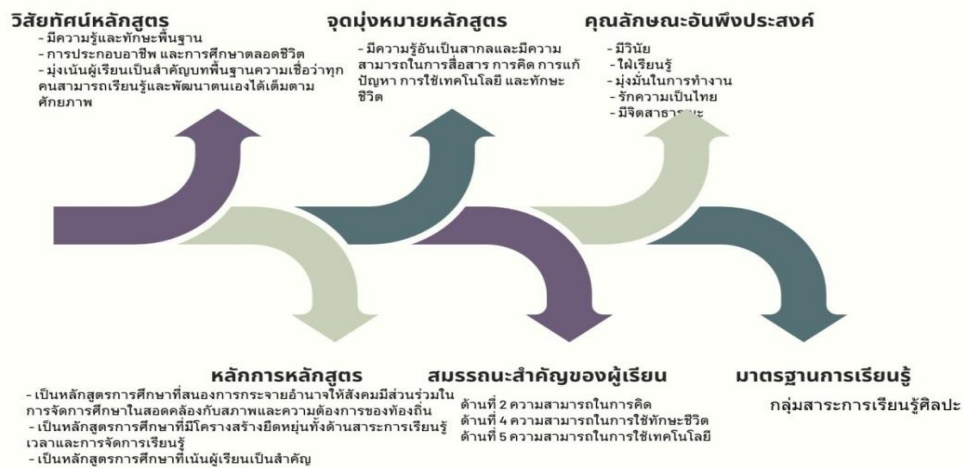 วิสัยทัศน์หลักสูตร
- มีความรู้และทักษะพื้นฐาน
- การประกอบอาชีพ และการศึกษาตลอดชีวิต
- มุ่งเน้นผู้เรียนเป็นสำคัญบทพื้นฐานความเชื่อว่าทุก
คนสามารถเรียนรู้และพัฒนาตนเองได้เต็มตาม
ศักยภาพ
จุดมุ่งหมายหลักสูตร
- มีความรู้อันเป็นสากลและมีความ
สามารถในการสื่อสาร การคิด การแก้
ปัญหา การใช้เทคโนโลยี และทักษะ
ชีวิต
คุณลักษณะอันพึงประสงค์
- มีวินัย
- ใฝ่เรียนรู้
- มุ่งมั่นในการทำงาน
- รักความเป็นไทย
- มีจิตสาธารณะ
หลักการหลักสูตร
- เป็นหลักสูตรการศึกษาที่สนองการกระจายอำนาจให้สังคมมีส่วนร่วมใน
การจัดการศึกษาในสอดคล้องกับสภาพและความต้องการของท้องถิ่น
- เป็นหลักสูตรการศึกษาที่มีโครงสร้างยืดหยุ่นทั้งด้านสาระการเรียนรู้
เวลาและการจัดการเรียนรู้
- เป็นหลักสูตรการศึกษาที่เน้นผู้เรียนเป็นสำคัญ
สมรรถนะสำคัญของผู้เรียน
ด้านที่ 2 ความสามารถในการคิด
ด้านที่ 4 ความสามารถในการใช้ทักษะชีวิต
ด้านที่ 5 ความสามารถในการใช้เทคโนโลยี
มาตรฐานการเรียนรู้
กลุ่มสาระการเรียนรู้ศิลปะ